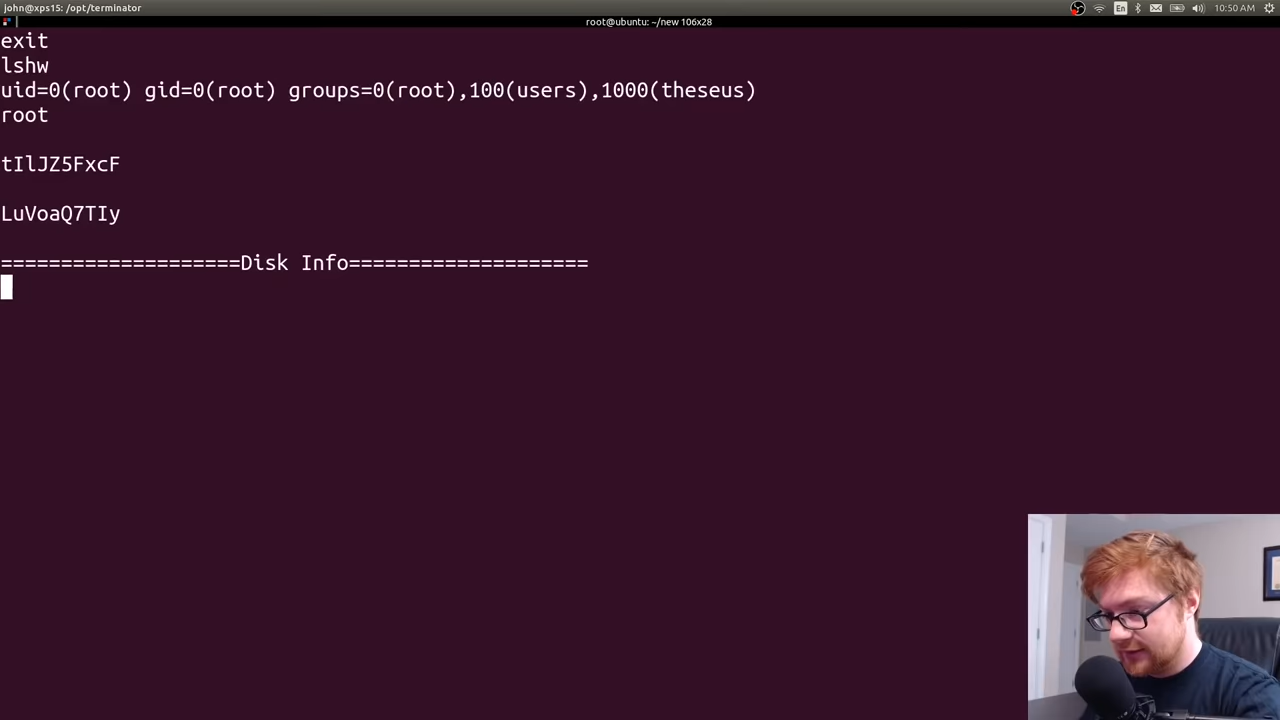 john@xps15: /opt/terminator
En
10:50 AM
root@ubuntu: ~/new 106x28
exit
lshw
uid=0(root) gid=0(root) groups=0(root),100(users),1000(theseus)
root
tIlJZ5FxcF
LuVoaQ7TIy
====================Disk Info====================